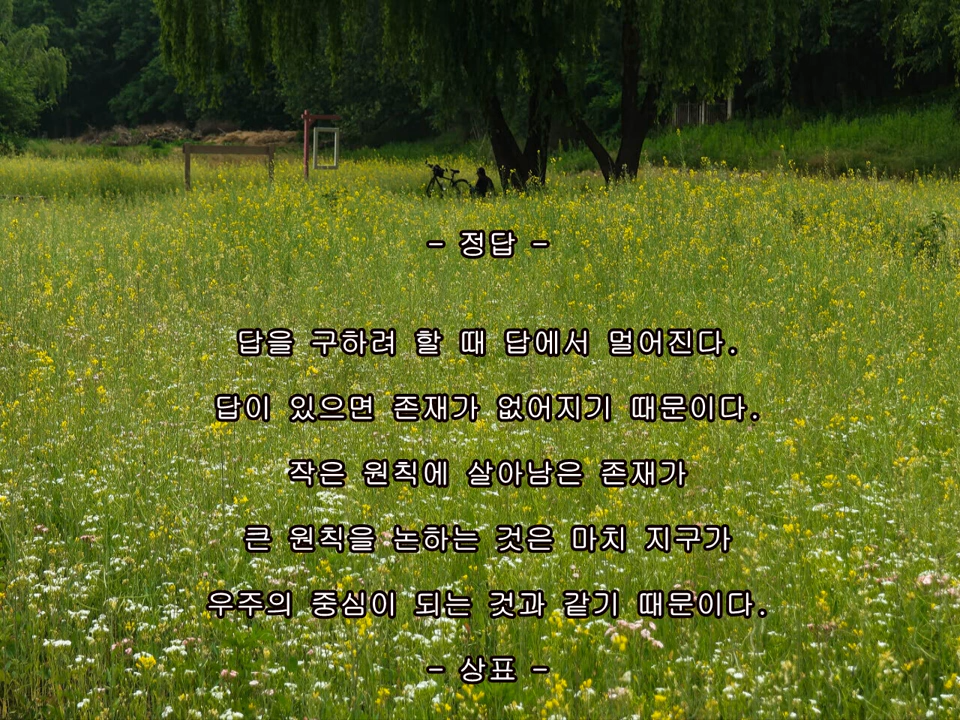 - 정답 -
답을 구하려 할 때 답에서 멀어진다.
답이 있으면 존재가 없어지기 때문이다.
작은 원칙에 살아남은 존재가
큰 원칙을 논하는 것은 마치 지구가
우주의 중심이 되는 것과 같기 때문이다.
- 상표 -